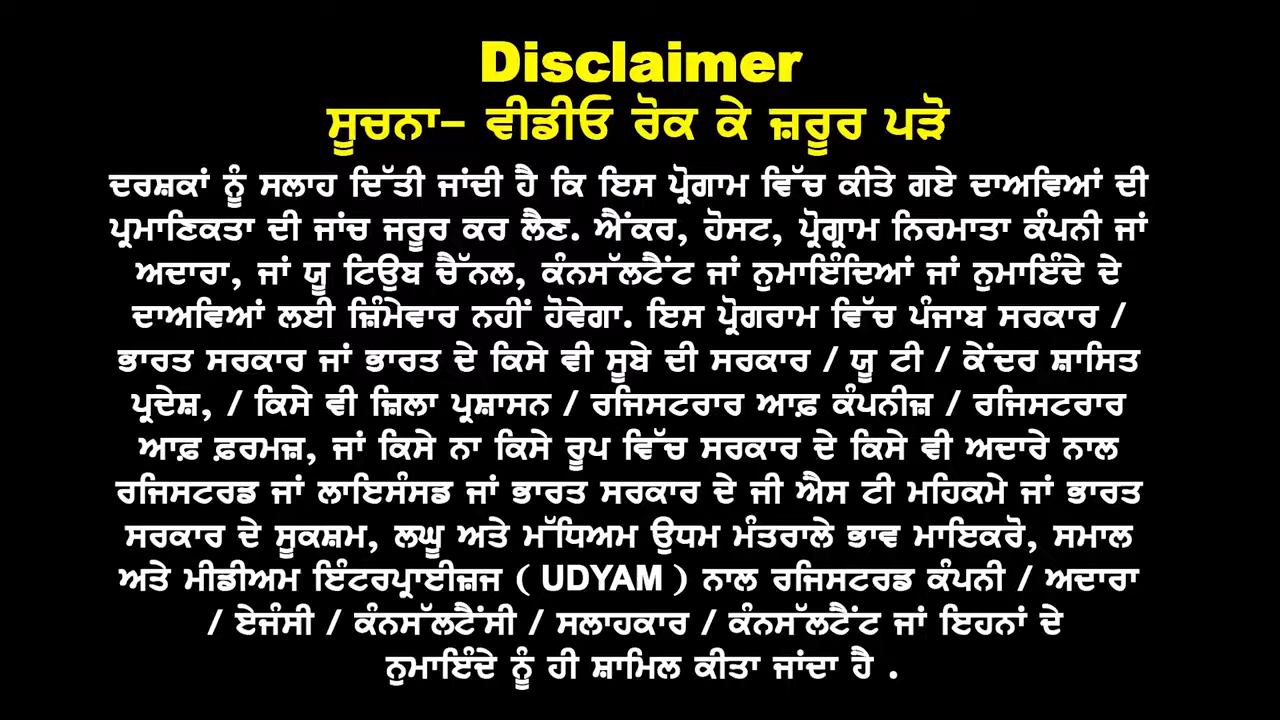 Disclaimer
ਸੂਚਨਾ- ਵੀਡੀਓ ਰੋਕ ਕੇ ਜ਼ਰੂਰ ਪੜੋ
ਦਰਸ਼ਕਾਂ ਨੂੰ ਸਲਾਹ ਦਿੱਤੀ ਜਾਂਦੀ ਹੈ ਕਿ ਇਸ ਪ੍ਰੋਗਾਮ ਵਿੱਚ ਕੀਤੇ ਗਏ ਦਾਅਵਿਆਂ ਦੀ
ਪ੍ਰਮਾਣਿਕਤਾ ਦੀ ਜਾਂਚ ਜਰੂਰ ਕਰ ਲੈਣ. ਐਂਕਰ, ਹੋਸਟ, ਪ੍ਰੋਗ੍ਰਾਮ ਨਿਰਮਾਤਾ ਕੰਪਨੀ ਜਾਂ
ਅਦਾਰਾ, ਜਾਂ ਯੂ ਟਿਉਬ ਚੈੱਨਲ, ਕੰਨਸੱਲਟੈਂਟ ਜਾਂ ਨੁਮਾਇੰਦਿਆਂ ਜਾਂ ਨੁਮਾਇੰਦੇ ਦੇ
ਦਾਅਵਿਆਂ ਲਈ ਜ਼ਿੰਮੇਵਾਰ ਨਹੀਂ ਹੋਵੇਗਾ. ਇਸ ਪ੍ਰੋਗਰਾਮ ਵਿੱਚ ਪੰਜਾਬ ਸਰਕਾਰ /
ਭਾਰਤ ਸਰਕਾਰ ਜਾਂ ਭਾਰਤ ਦੇ ਕਿਸੇ ਵੀ ਸੂਬੇ ਦੀ ਸਰਕਾਰ / ਯੂ ਟੀ / ਕੇਂਦਰ ਸ਼ਾਸਿਤ
ਪ੍ਰਦੇਸ਼, / ਕਿਸੇ ਵੀ ਜ਼ਿਲਾ ਪ੍ਰਸ਼ਾਸਨ / ਰਜਿਸਟਰਾਰ ਆਫ਼ ਕੰਪਨੀਜ਼ / ਰਜਿਸਟਰਾਰ
ਆਫ਼ ਫ਼ਰਮਜ਼, ਜਾਂ ਕਿਸੇ ਨਾ ਕਿਸੇ ਰੂਪ ਵਿੱਚ ਸਰਕਾਰ ਦੇ ਕਿਸੇ ਵੀ ਅਦਾਰੇ ਨਾਲ
ਰਜਿਸਟਰਡ ਜਾਂ ਲਾਇਸੰਸਡ ਜਾਂ ਭਾਰਤ ਸਰਕਾਰ ਦੇ ਜੀ ਐਸ ਟੀ ਮਹਿਕਮੇ ਜਾਂ ਭਾਰਤ
ਸਰਕਾਰ ਦੇ ਸੂਕਸ਼ਮ, ਲਘੂ ਅਤੇ ਮੱਧਿਅਮ ਉਧਮ ਮੰਤਰਾਲੇ ਭਾਵ ਮਾਇਕਰੋ, ਸਮਾਲ
ਅਤੇ ਮੀਡੀਅਮ ਇੰਟਰਪ੍ਰਾਈਜ਼ਜ ( UDYAM ) ਨਾਲ ਰਜਿਸਟਰਡ ਕੰਪਨੀ / ਅਦਾਰਾ
/ ਏਜੰਸੀ / ਕੰਨਸੱਲਟੈਂਸੀ / ਸਲਾਹਕਾਰ / ਕੰਨਸੱਲਟੈਂਟ ਜਾਂ ਇਹਨਾਂ ਦੇ
ਨੁਮਾਇੰਦੇ ਨੂੰ ਹੀ ਸ਼ਾਮਿਲ ਕੀਤਾ ਜਾਂਦਾ ਹੈ .